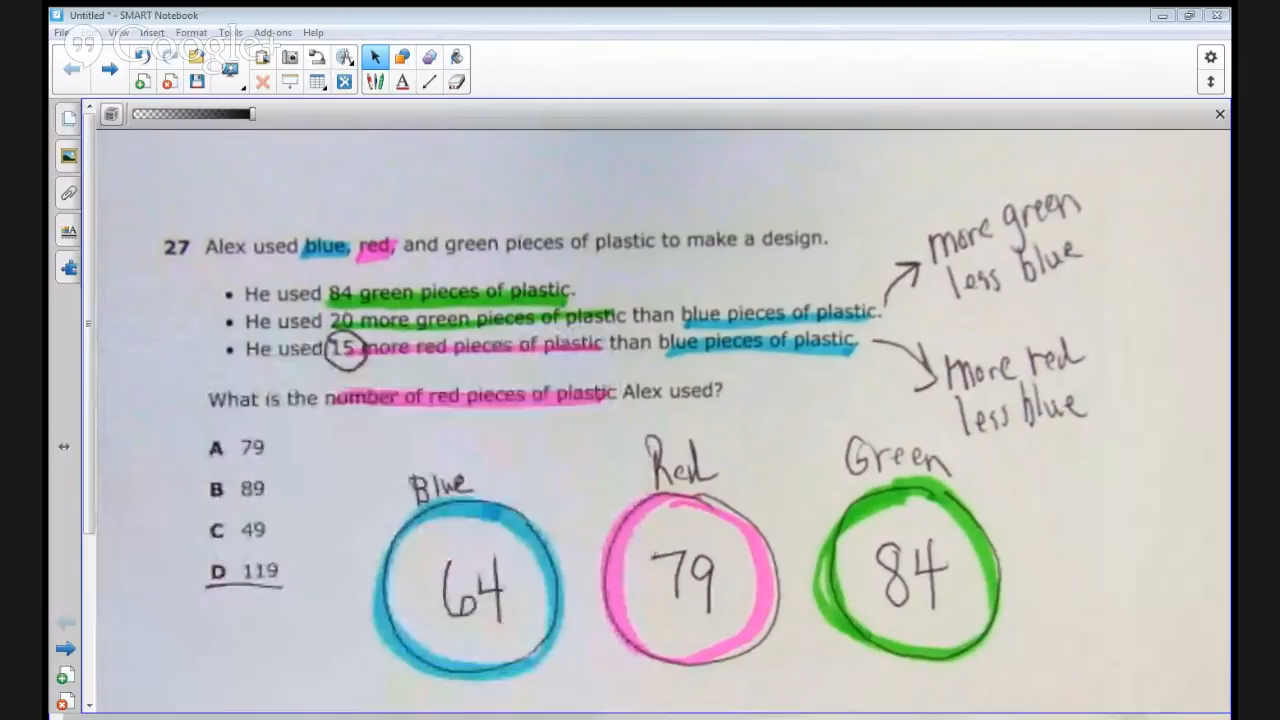 Untitled * - SMART Notebook
File Edit View Insert Format Tools Add-ons Help
Google+
27 Alex used blue, red, and green pieces of plastic to make a design.
• He used 84 green pieces of plastic.
• He used 20 more green pieces of plastic than blue pieces of plastic.
• He used 15 more red pieces of plastic than blue pieces of plastic.
more green
less blue
more red
less blue
What is the number of red pieces of plastic Alex used?
A 79
B 89
C 49
D 119
Blue
Red
Green
64
79
84